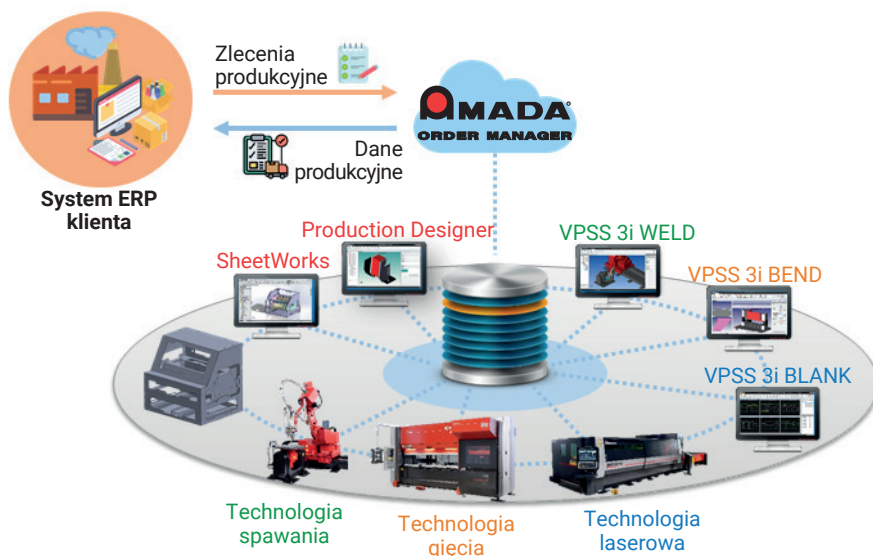 Zlecenia
produkcyjne
AMADA
ORDER MANAGER
Dane
produkcyjne
System ERP
klienta
Production Designer
VPSS 3i WELD
SheetWorks
VPSS 3i BEND
VPSS 3i BLANK
Technologia
spawania
Technologia
gięcia
Technologia
laserowa